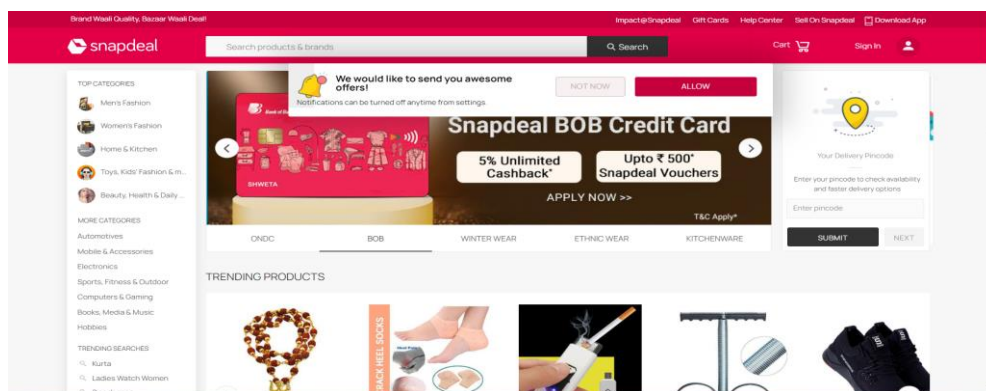 Brand Waali Quality, Bazaar Waali Deal!
Impact@Snapdeal Gift Cards Help Center Sell On Snapdeal Download App
snapdeal
Search products & brands
Search
Cart
Sign In
TOP CATEGORIES
Men's Fashion
Women's Fashion
Home & Kitchen
Toys, Kids' Fashion & m...
Beauty, Health & Daily ...
MORE CATEGORIES
Automotives
Mobile & Accessories
Electronics
Sports, Fitness & Outdoor
Computers & Gaming
Books, Media & Music
Hobbies
TRENDING SEARCHES
Kurta
Ladies Watch Women
We would like to send you awesome
offers!
Notifications can be turned off anytime from settings
NOT NOW
ALLOW
SHWETA
Snapdeal BOB Credit Card
5% Unlimited
Cashback*
Upto ₹ 500*
Snapdeal Vouchers
APPLY NOW >>
T&C Apply*
ONDC BOB WINTER WEAR ETHNIC WEAR KITCHENWARE
Your Delivery Pincode
Enter your pincode to check availability
and faster delivery options
Enter pincode
SUBMIT
NEXT
TRENDING PRODUCTS
HEEL SOCKS